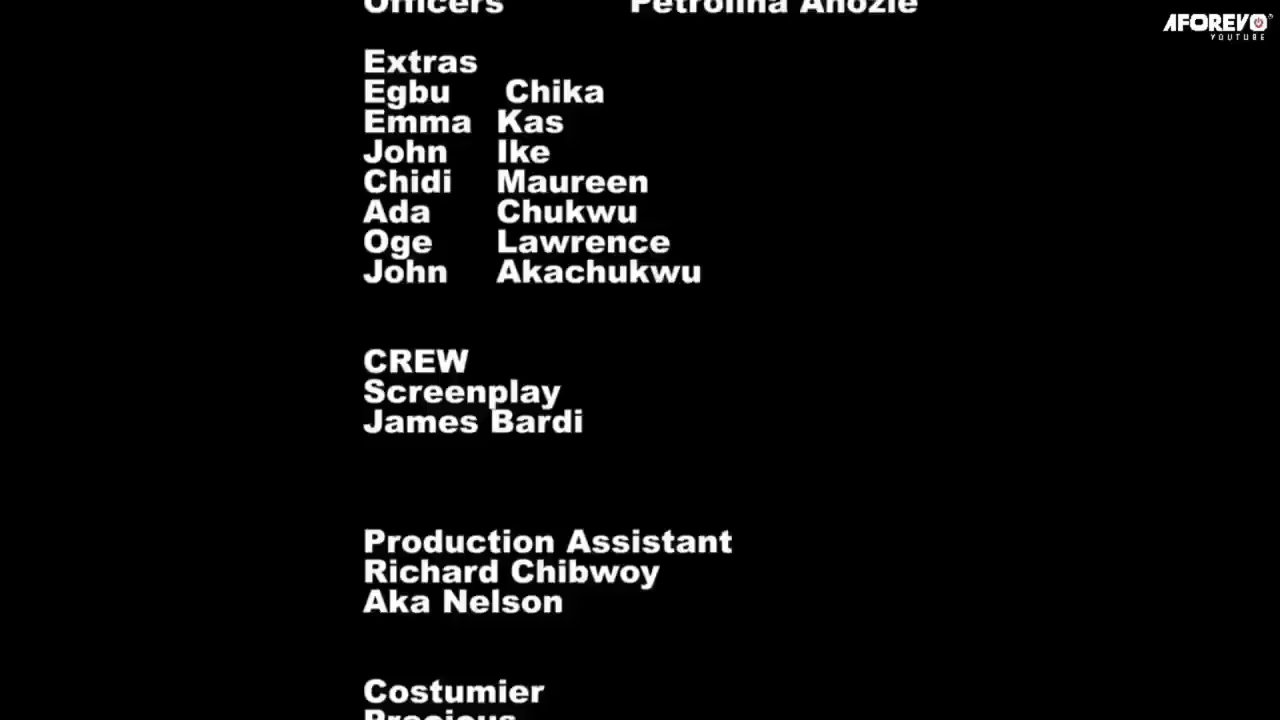 Officers Petrolina Anozie
AFOREVO
YOUTUBE
Extras
Egbu Chika
Emma Kas
John Ike
Chidi Maureen
Ada Chukwu
Oge Lawrence
John Akachukwu
CREW
Screenplay
James Bardi
Production Assistant
Richard Chibwoy
Aka Nelson
Costumier
Precious